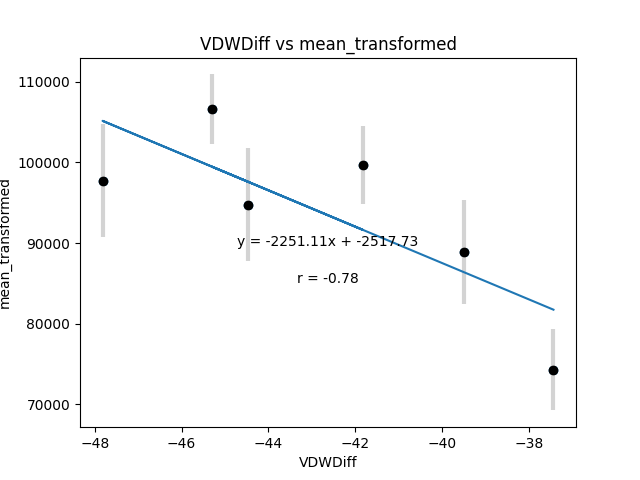 VDWDiff vs mean_transformed
110000
100000
90000
80000
70000
mean_transformed
y = -2251.11x + -2517.73
r = -0.78
−48
−46
−44
−42
−40
−38
VDWDiff